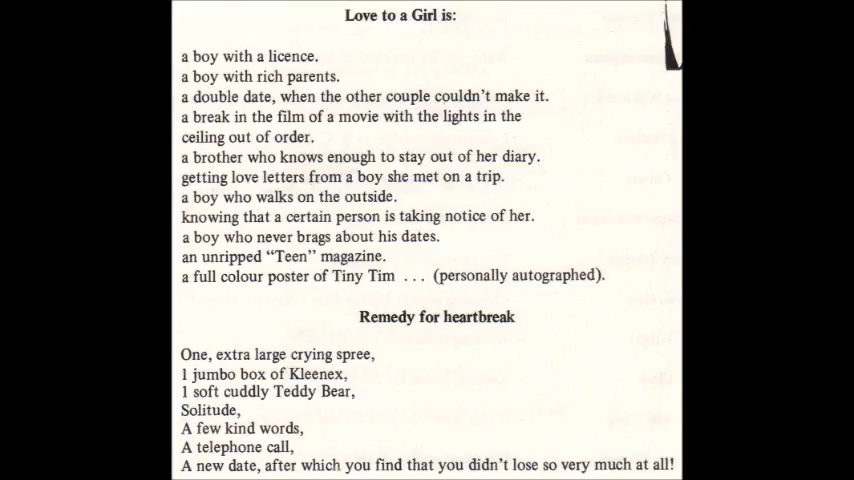 Love to a Girl is:
a boy with a licence.
a boy with rich parents.
a double date, when the other couple couldn't make it.
a break in the film of a movie with the lights in the
ceiling out of order.
a brother who knows enough to stay out of her diary.
getting love letters from a boy she met on a trip.
a boy who walks on the outside.
knowing that a certain person is taking notice of her.
a boy who never brags about his dates.
an unripped "Teen" magazine.
a full colour poster of Tiny Tim ... (personally autographed).
Remedy for heartbreak
One, extra large crying spree,
1 jumbo box of Kleenex,
1 soft cuddly Teddy Bear,
Solitude,
A few kind words,
A telephone call,
A new date, after which you find that you didn't lose so very much at all!